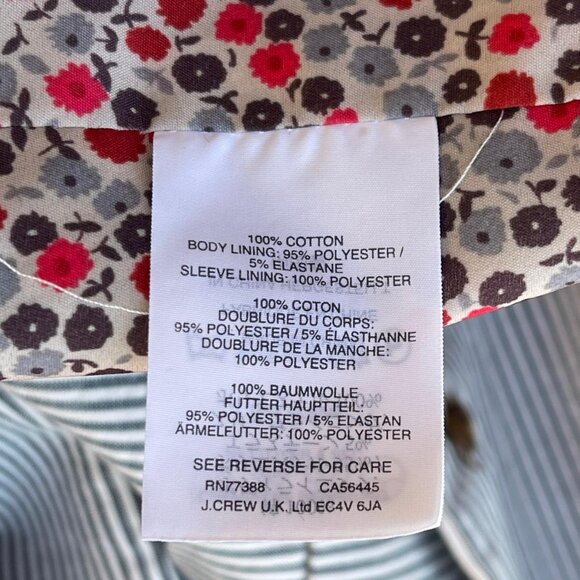 100% COTTON
BODY LINING: 95% POLYESTER /
5% ELASTANE
SLEEVE LINING: 100% POLYESTER
100% COTON
DOUBLURE DU CORPS:
95% POLYESTER / 5% ÉLASTHANNE
DOUBLURE DE LA MANCHE:
100% POLYESTER
100% BAUMWOLLE
FUTTER HAUPTTEIL:
95% POLYESTER / 5% ELASTAN
ÄRMELFUTTER: 100% POLYESTER
SEE REVERSE FOR CARE
RN77388 CA56445
J.CREW U.K. Ltd EC4V 6JA